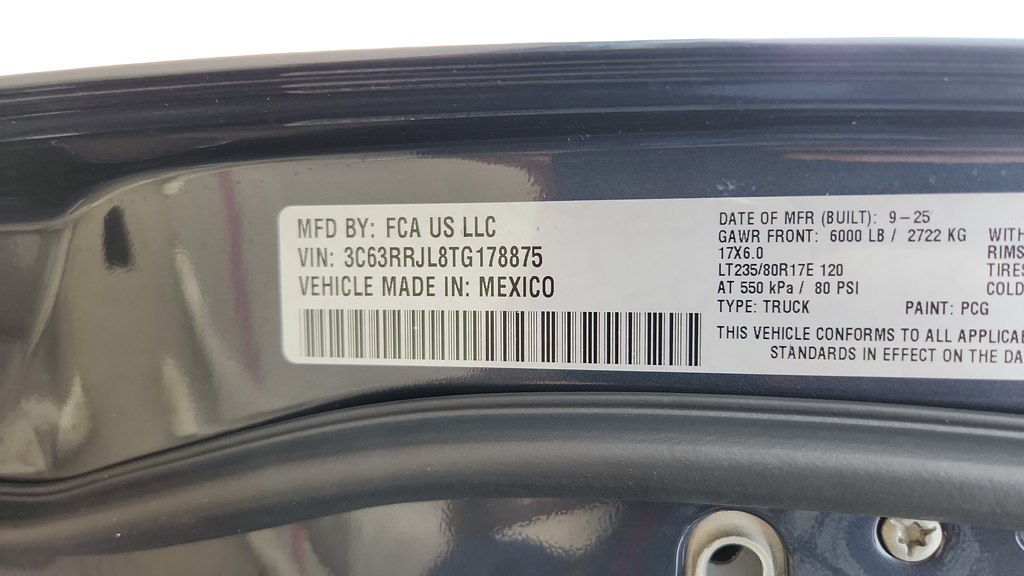 MFD BY: FCA US LLC
VIN: 3C63RRJL8TG178875
VEHICLE MADE IN: MEXICO
DATE OF MFR (BUILT): 9-25
GAWR FRONT: 6000 LB / 2722 KG WITH
17X6.0 RIMS
LT235/80R17E 120 TIRES
AT 550 kPa / 80 PSI COLD
TYPE: TRUCK PAINT: PCG
THIS VEHICLE CONFORMS TO ALL APPLICAB
STANDARDS IN EFFECT ON THE DA